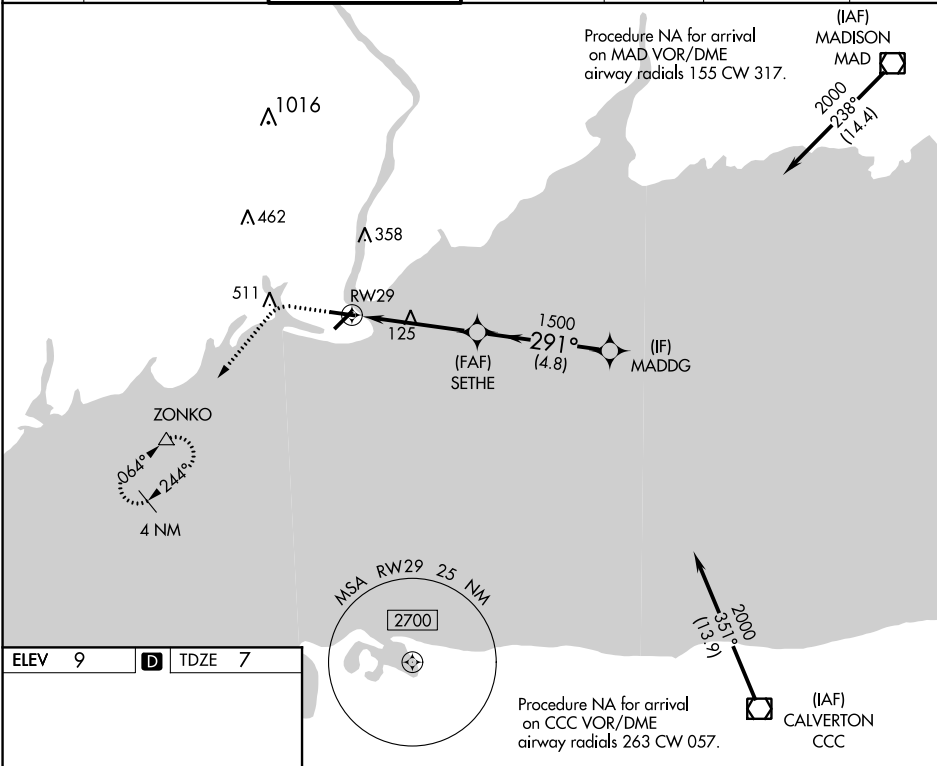 Procedure NA for arrival
on MAD VOR/DME
airway radials 155 CW 317.
(IAF)
MADISON
MAD
2000
238°
(14.4)
1016
462
358
511
RW29
125
(FAF)
SETHE
1500
291°
(4.8)
(IF)
MADDG
ZONKO
064°
244°
4 NM
MSA RW29 25 NM
2700
2000
351°
(13.9)
ELEV 9 D TDZE 7
Procedure NA for arrival
on CCC VOR/DME
airway radials 263 CW 057.
(IAF)
CALVERTON
CCC